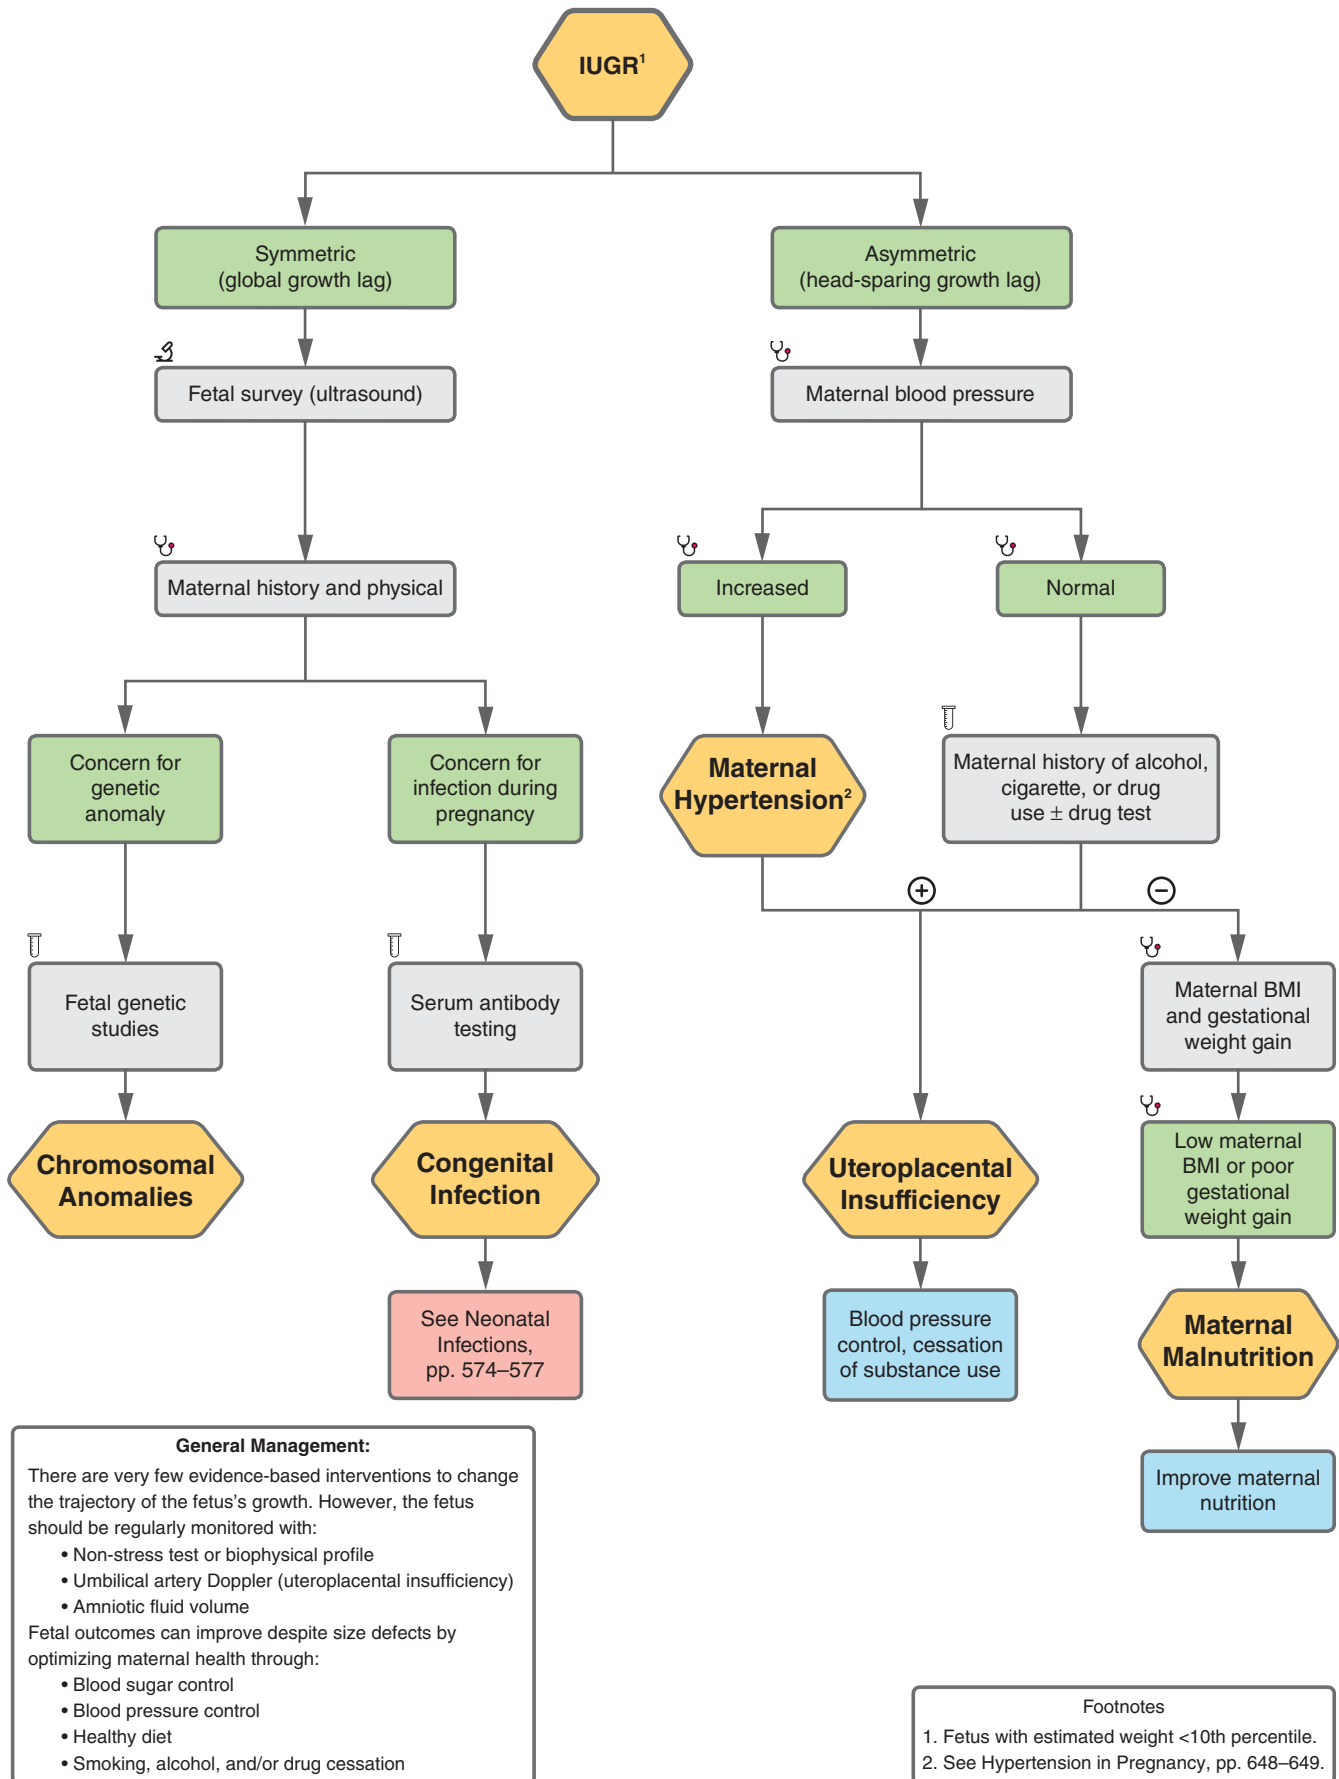 IUGR1
Symmetric
(global growth lag)
Asymmetric
(head-sparing growth lag)
Fetal survey (ultrasound)
Maternal blood pressure
Maternal history and physical
Increased
Normal
Concern for
genetic
anomaly
Concern for
infection during
pregnancy
Maternal
Hypertension2
Maternal history of alcohol,
cigarette, or drug
use ± drug test
+
−
Fetal genetic
studies
Serum antibody
testing
Maternal BMI
and gestational
weight gain
Chromosomal
Anomalies
Congenital
Infection
Uteroplacental
Insufficiency
Low maternal
BMI or poor
gestational
weight gain
See Neonatal
Infections,
pp. 574–577
Blood pressure
control, cessation
of substance use
Maternal
Malnutrition
Improve maternal
nutrition
General Management:
There are very few evidence-based interventions to change
the trajectory of the fetus's growth. However, the fetus
should be regularly monitored with:
• Non-stress test or biophysical profile
• Umbilical artery Doppler (uteroplacental insufficiency)
• Amniotic fluid volume
Fetal outcomes can improve despite size defects by
optimizing maternal health through:
• Blood sugar control
• Blood pressure control
• Healthy diet
• Smoking, alcohol, and/or drug cessation
Footnotes
1. Fetus with estimated weight <10th percentile.
2. See Hypertension in Pregnancy, pp. 648–649.